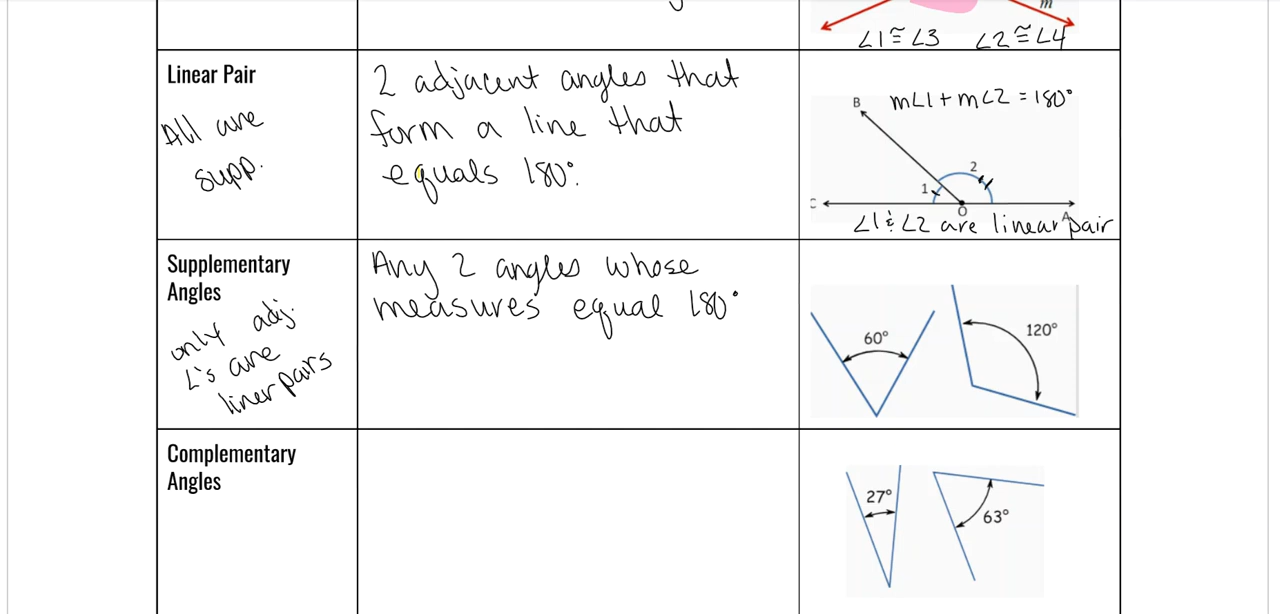 m
∠1 ≅ ∠3 ∠2 ≅ ∠4
Linear Pair
All are
supp.
2 adjacent angles that
form a line that
equals 180°.
B
m∠1 + m∠2 = 180°
2
1
C
O
A
∠1 & ∠2 are linear pair
Supplementary
Angles
only adj.
∠'s are
liner pairs
Any 2 angles whose
measures equal 180°
60°
120°
Complementary
Angles
27°
63°